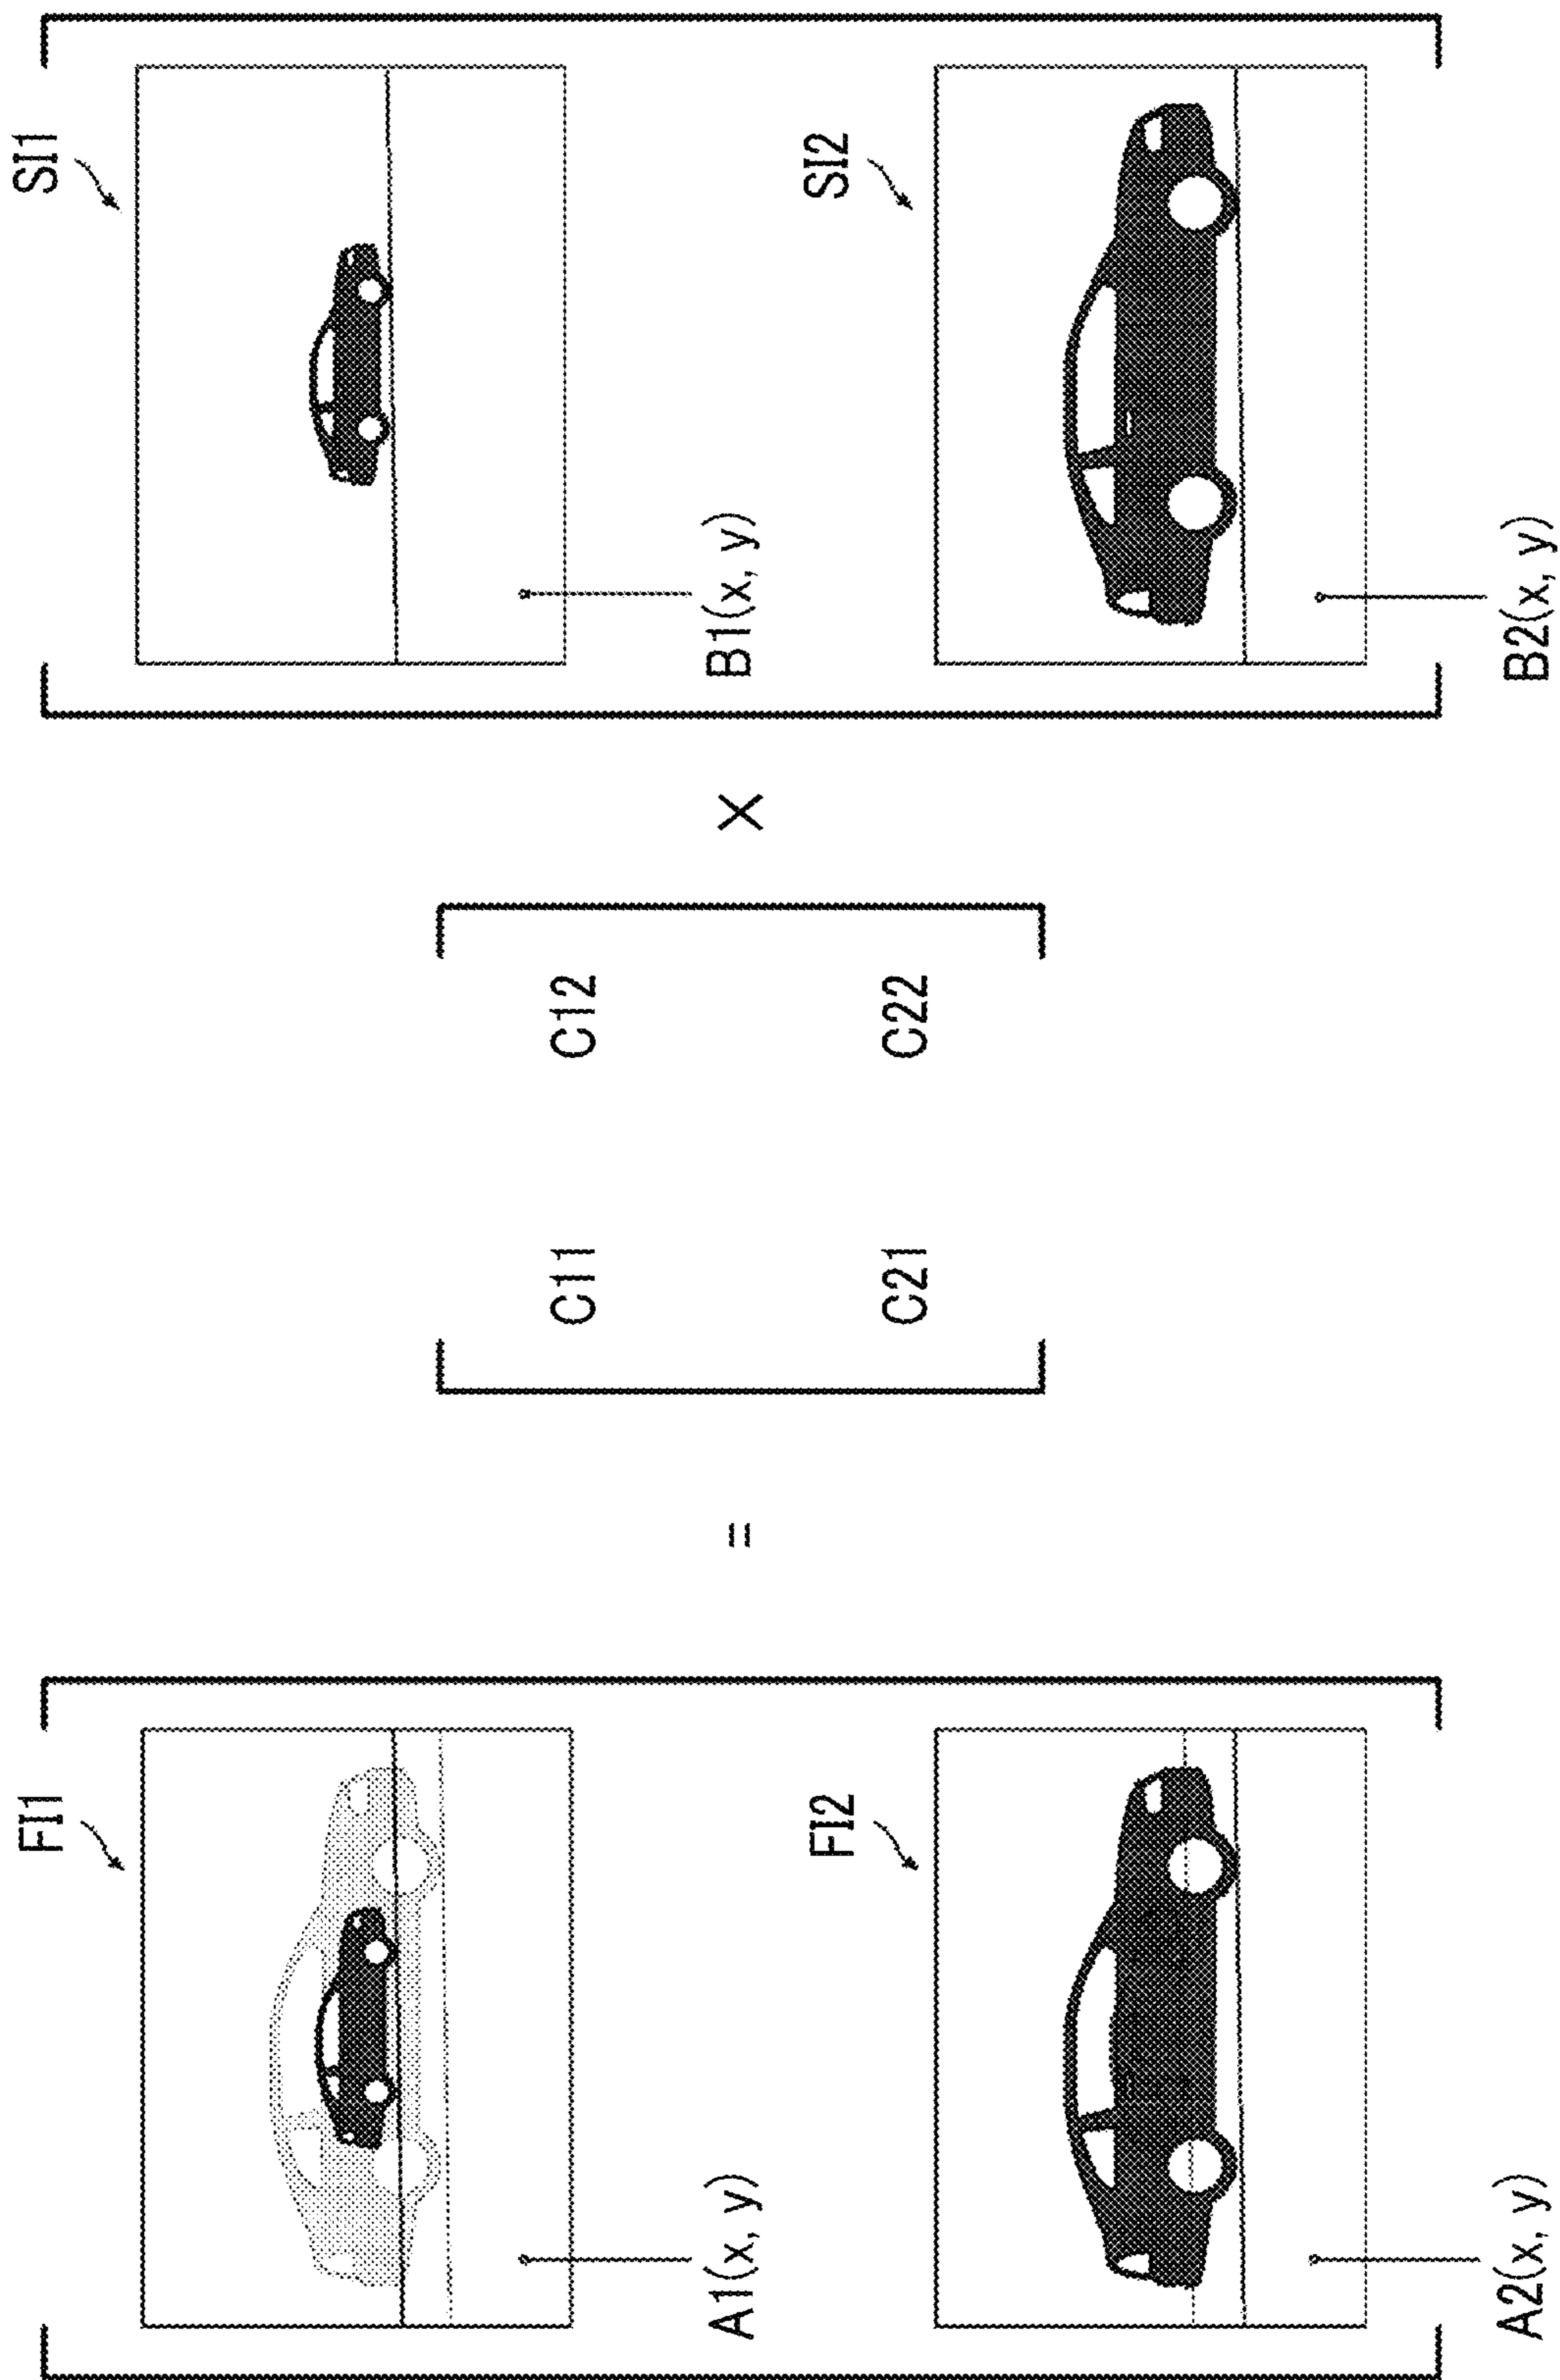 FI1
A1(x, y)
FI2
A2(x, y)
=
C11 C12
C21 C22
X
SI1
B1(x, y)
SI2
B2(x, y)